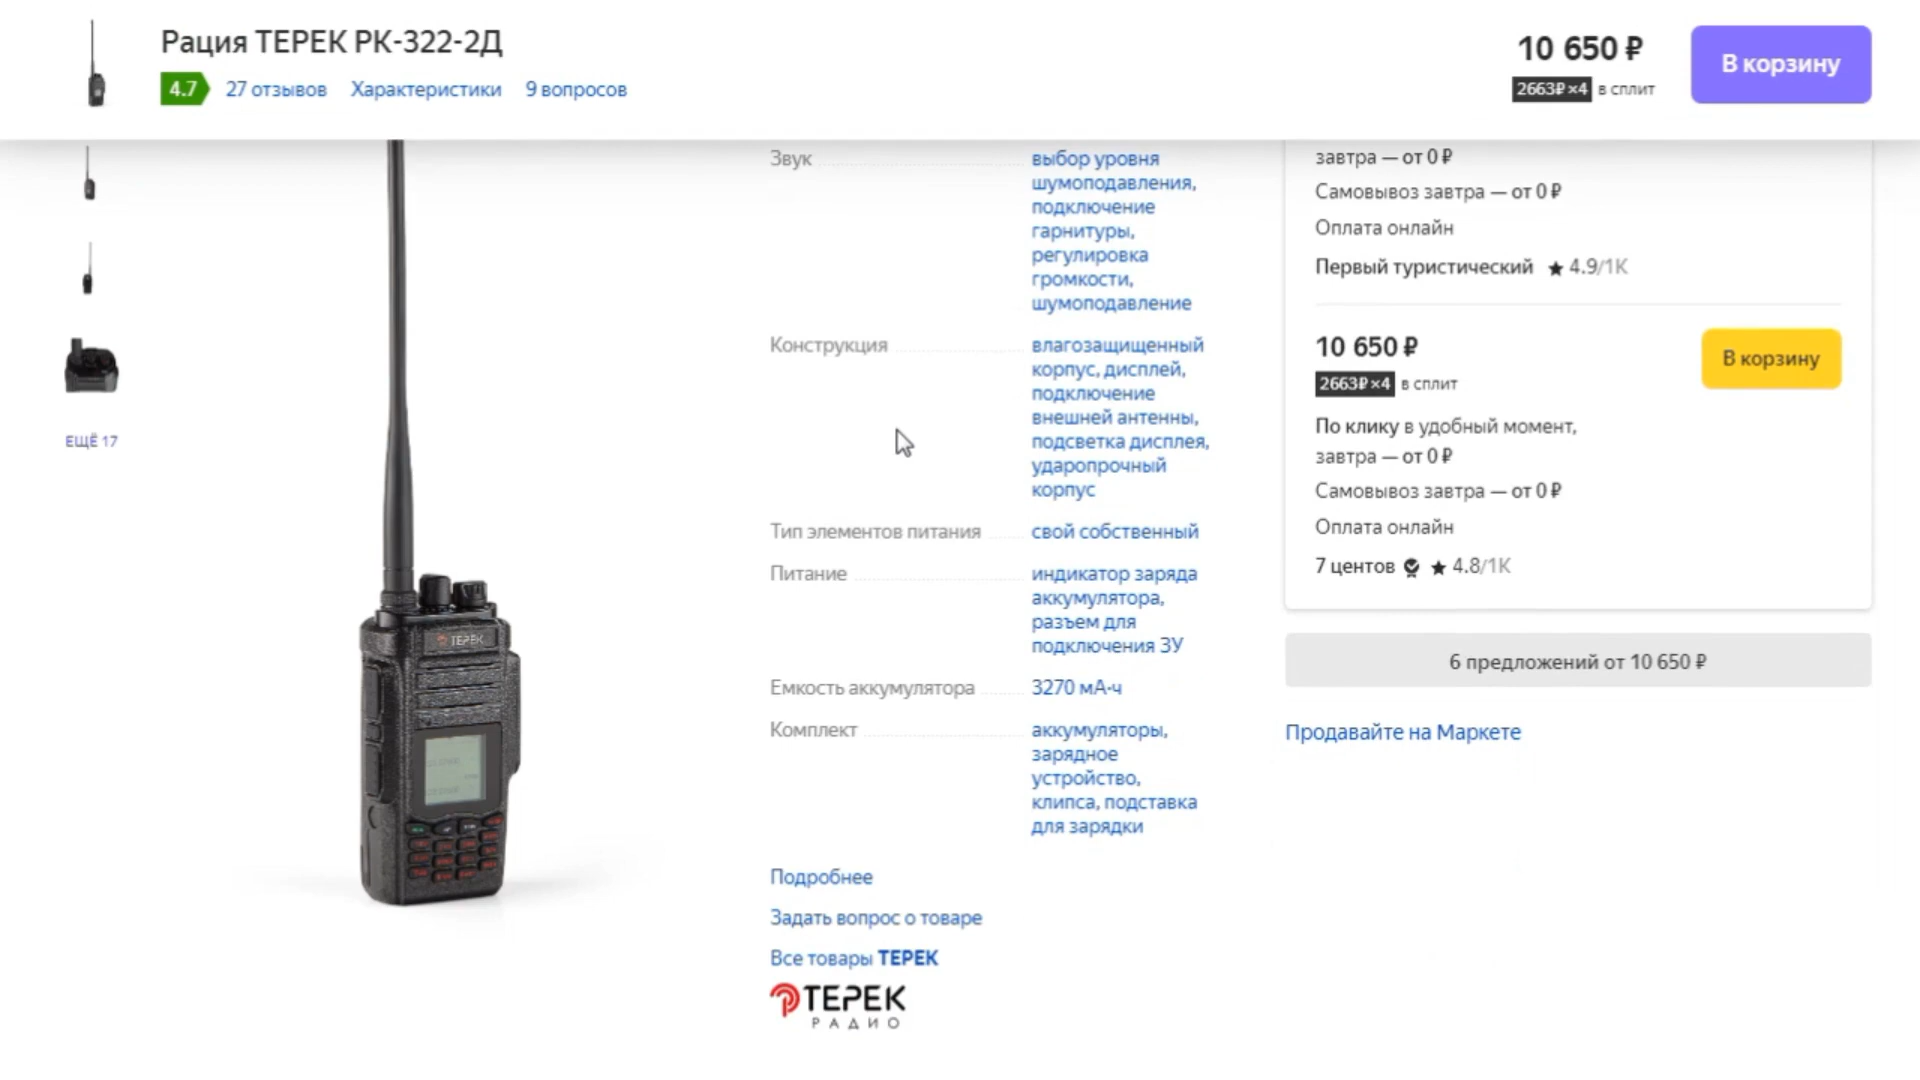 Рация ТЕРЕК РК-322-2Д
4.7 27 отзывов Характеристики 9 вопросов
10 650 ₽
2663₽×4 в сплит
В корзину
ЕЩЁ 17
ТЕРЕК
Звук
выбор уровня
шумоподавления,
подключение
гарнитуры,
регулировка
громкости,
шумоподавление
Конструкция
влагозащищенный
корпус, дисплей,
подключение
внешней антенны,
подсветка дисплея,
ударопрочный
корпус
Тип элементов питания
свой собственный
Питание
индикатор заряда
аккумулятора,
разъем для
подключения ЗУ
Емкость аккумулятора
3270 мА⋅ч
Комплект
аккумуляторы,
зарядное
устройство,
клипса, подставка
для зарядки
Подробнее
Задать вопрос о товаре
Все товары ТЕРЕК
ТЕРЕК
РАДИО
завтра — от 0 ₽
Самовывоз завтра — от 0 ₽
Оплата онлайн
Первый туристический ★ 4.9/1K
10 650 ₽
2663₽×4 в сплит
В корзину
По клику в удобный момент,
завтра — от 0 ₽
Самовывоз завтра — от 0 ₽
Оплата онлайн
7 центов ★ 4.8/1K
6 предложений от 10 650 ₽
Продавайте на Маркете